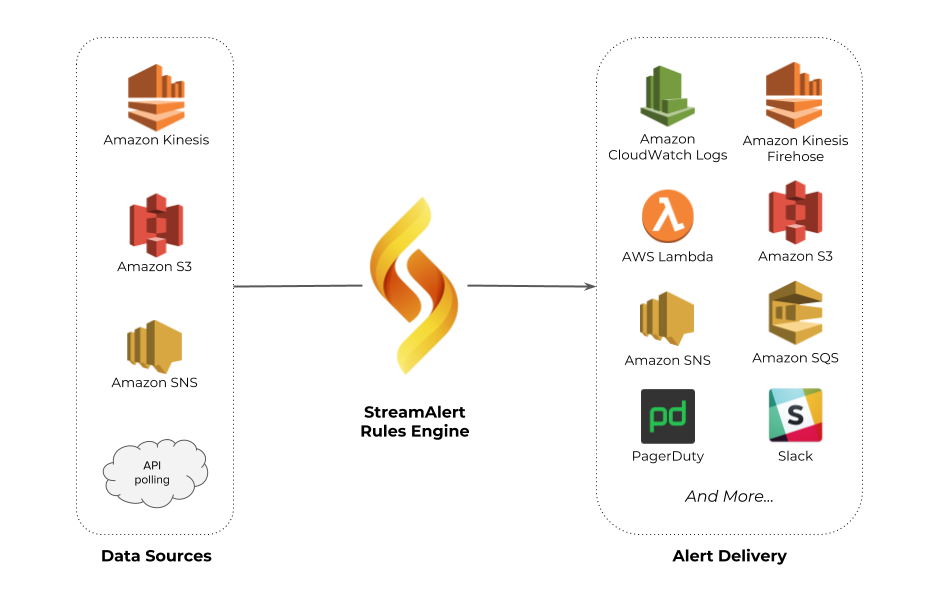 Amazon Kinesis
Amazon S3
Amazon SNS
API
polling
Data Sources
StreamAlert
Rules Engine
Amazon
CloudWatch Logs
Amazon Kinesis
Firehose
AWS Lambda
Amazon S3
Amazon SNS
Amazon SQS
pd
PagerDuty
S
Slack
And More...
Alert Delivery